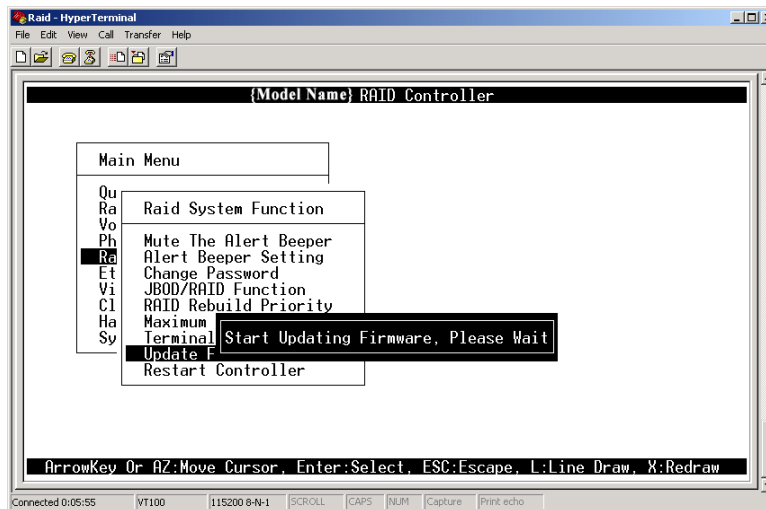 Raid - HyperTerminal
File Edit View Call Transfer Help
{Model Name} RAID Controller
Main Menu
Qu
Ra
Vo
Ph
Ra
Et
Vi
Cl
Ha
Sy
Raid System Function
Mute The Alert Beeper
Alert Beeper Setting
Change Password
JBOD/RAID Function
RAID Rebuild Priority
Maximum
Terminal
Update F
Restart Controller
Start Updating Firmware, Please Wait
ArrowKey Or AZ:Move Cursor, Enter:Select, ESC:Escape, L:Line Draw, X:Redraw
Connected 0:05:55 VT100 115200 8-N-1 SCROLL CAPS NUM Capture Print echo